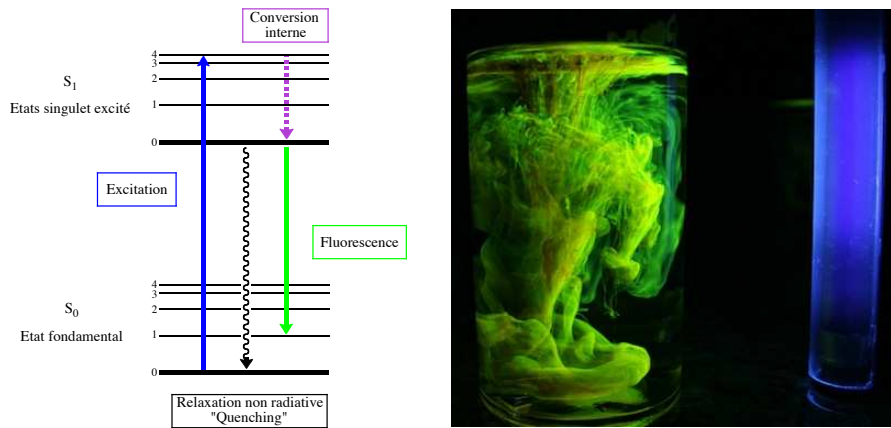 Conversion
interne
4
3
2
1
0
S1
Etats singulet excité
Excitation
Fluorescence
4
3
2
1
0
S0
Etat fondamental
Relaxation non radiative
"Quenching"